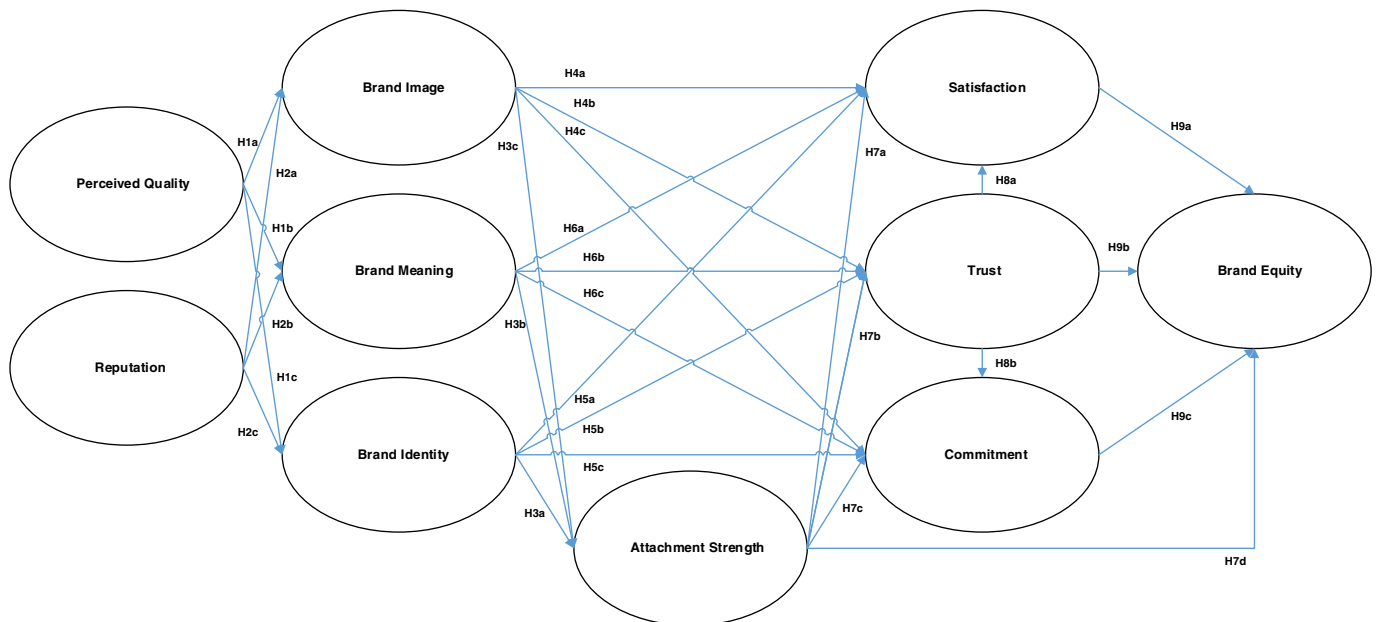 Brand Image
Satisfaction
H4a
H4b
H4c
H3c
H9a
H1a
H2a
H7a
Perceived Quality
H8a
H1b
H6a
H6b
H9b
Brand Meaning
Trust
Brand Equity
H6c
H2b
H3b
H7b
Reputation
H8b
H1c
H5a
H2c
H5b
H9c
Brand Identity
Commitment
H5c
H3a
H7c
Attachment Strength
H7d